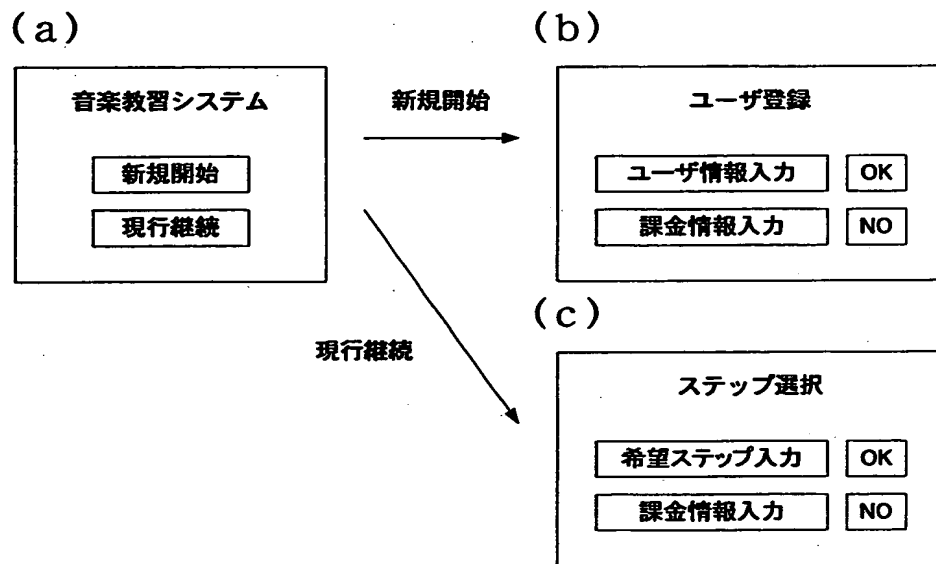 (a)
音楽教習システム
新規開始
現行継続
新規開始
現行継続
(b)
ユーザ登録
ユーザ情報入力 OK
課金情報入力 NO
(c)
ステップ選択
希望ステップ入力 OK
課金情報入力 NO